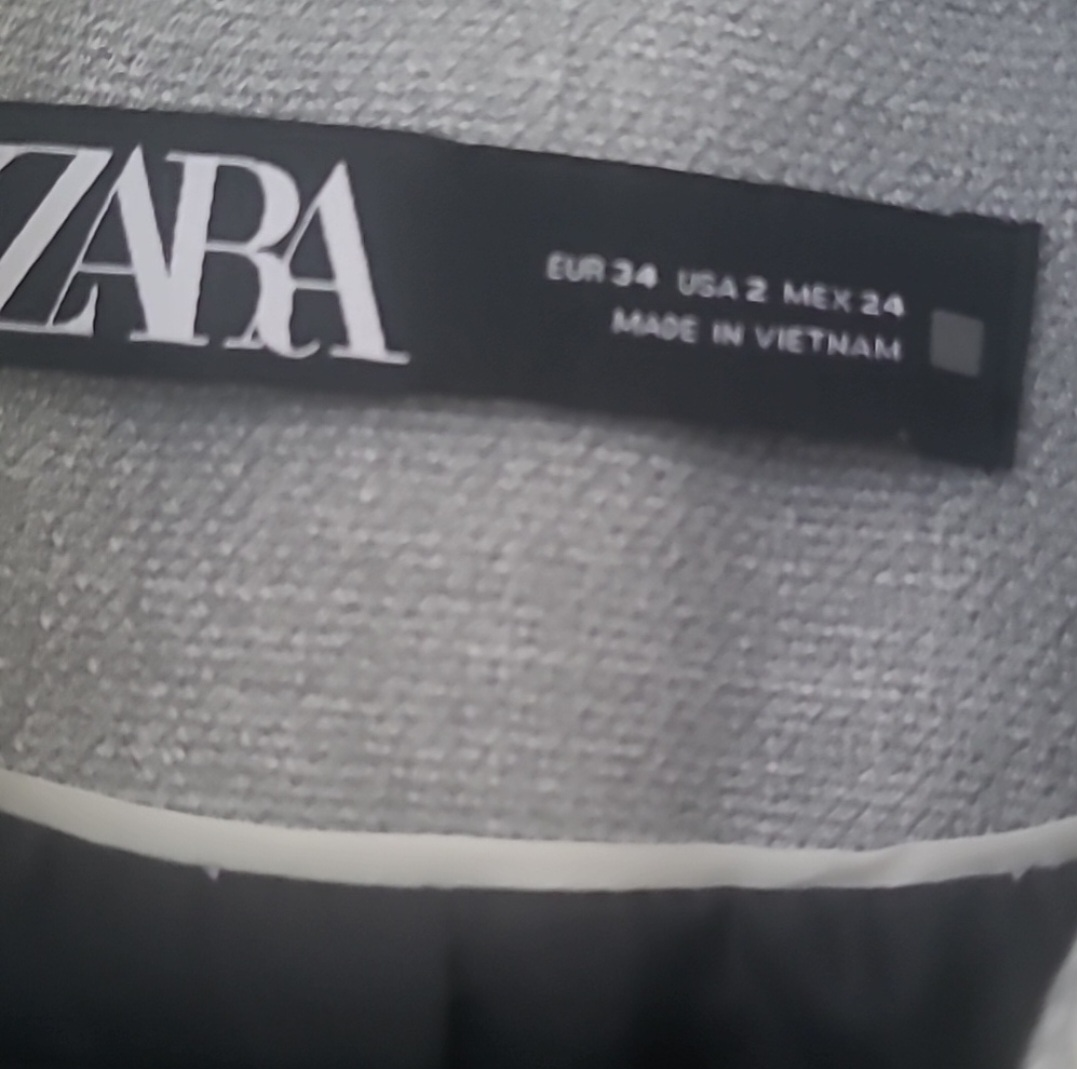 ZARA
EUR 34 USA 2 MEX 24
MADE IN VIETNAM